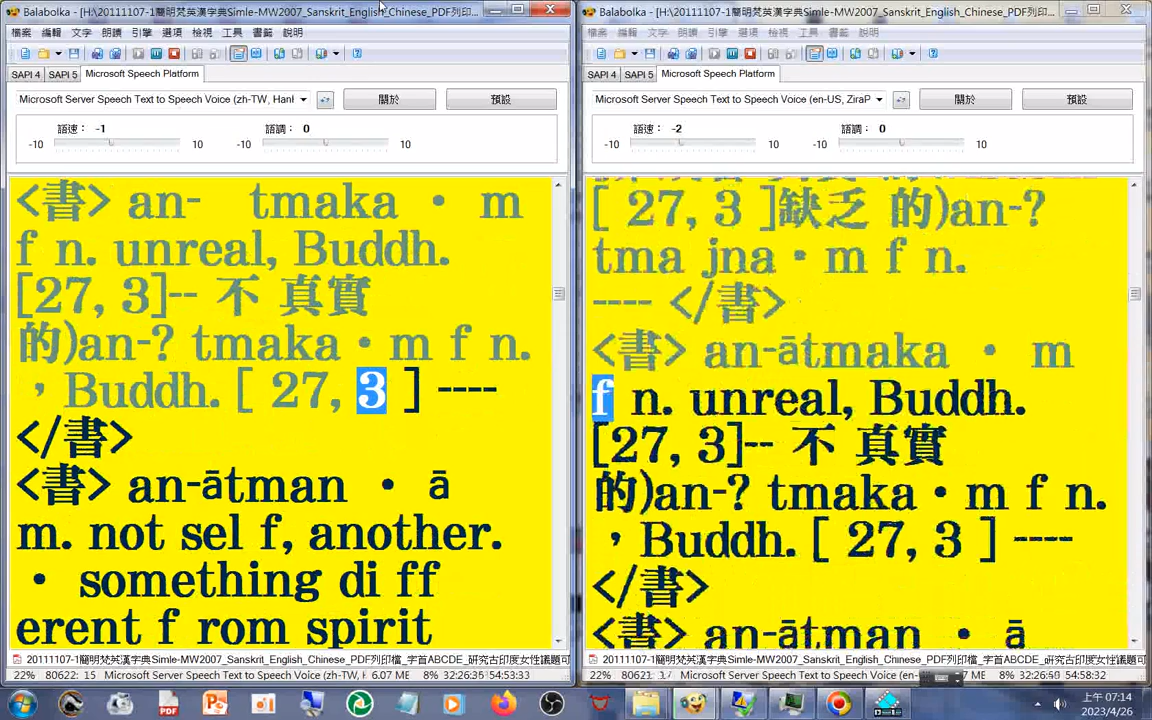 Balabolka - [H:\20111107-1簡明梵英漢字典Simle-MW2007_Sanskrit_English_Chinese_PDF列印...
檔案 編輯 文字 朗讀 引擎 選項 檢視 工具 書籤 說明
SAPI 4 SAPI 5 Microsoft Speech Platform
Microsoft Server Speech Text to Speech Voice (zh-TW, Hanl
關於 預設
語速： -1 語調： 0
-10 10 -10 10
<書> an- tmaka • m
f n. unreal, Buddh.
[27, 3]-- 不 真實
的)an-? tmaka • m f n.
，Buddh. [ 27, 3 ] ----
</書>
<書> an-ātman • ā
m. not sel f, another.
• something di ff
erent f rom spirit
20111107-1簡明梵英漢字典Simle-MW2007_Sanskrit_English_Chinese_PDF列印檔_字首ABCDE_研究古印度女性議題可
22% 80622: 15 Microsoft Server Speech Text to Speech Voice (zh-TW, H 6.07 ME 8% 32:26:35/ 54:53:33
Balabolka - [H:\20111107-1簡明梵英漢字典Simle-MW2007_Sanskrit_English_Chinese_PDF列印...
檔案 編輯 文字 朗讀 引擎 選項 檢視 工具 書籤 說明
SAPI 4 SAPI 5 Microsoft Speech Platform
Microsoft Server Speech Text to Speech Voice (en-US, ZiraP
關於 預設
語速： -2 語調： 0
-10 10 -10 10
[ 27, 3 ]缺乏 的)an-?
tma jna • m f n.
---- </書>
<書> an-ātmaka • m
f n. unreal, Buddh.
[27, 3]-- 不 真實
的)an-? tmaka • m f n.
，Buddh. [ 27, 3 ] ----
</書>
<書> an-ātman • ā
20111107-1簡明梵英漢字典Simle-MW2007_Sanskrit_English_Chinese_PDF列印檔_字首ABCDE_研究古印度女性議題可
22% Microsoft Server Speech Text to Speech Voice (en-US, 8% 32:26:50/ 54:58:32
上午 07:14
2023/4/26